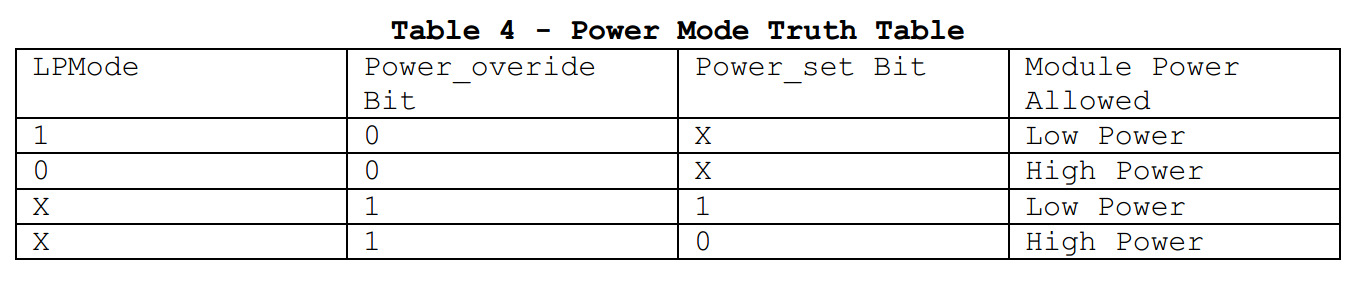 Table 4 - Power Mode Truth Table
LPMode Power_overide Power_set Bit Module Power
Bit Allowed
1 0 X Low Power
0 0 X High Power
X 1 1 Low Power
X 1 0 High Power